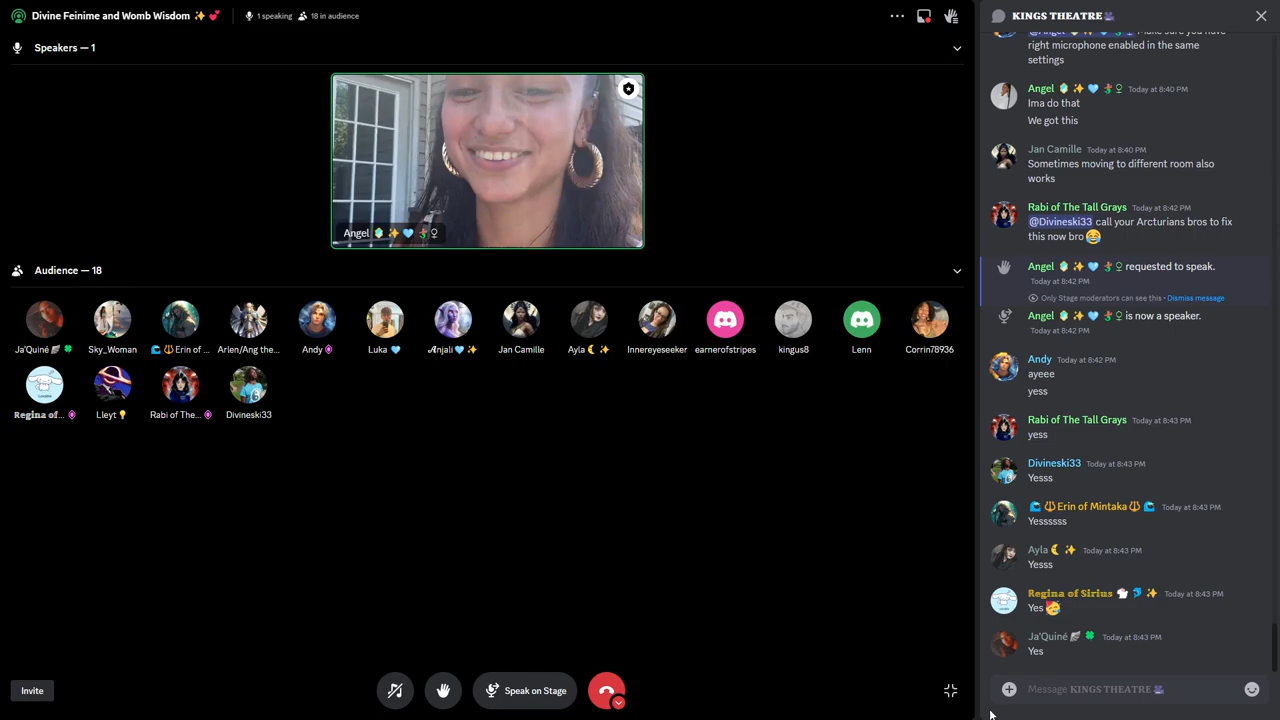 Divine Feinime and Womb Wisdom ✨ 💕
1 speaking 18 in audience
Speakers — 1
Angel
Audience — 18
Ja'Quiné
Sky_Woman
Erin of ...
Arlen/Ang the...
Andy
Luka
𝓐njali
Jan Camille
Ayla
Innereyeseeker
earnerofstripes
kingus8
Lenn
Corrin78936
Regina of...
Lleyt
Rabi of The...
Divineski33
Invite
Speak on Stage
KINGS THEATRE
Make sure you have
right microphone enabled in the same
settings
Angel Today at 8:40 PM
Ima do that
We got this
Jan Camille Today at 8:40 PM
Sometimes moving to different room also
works
Rabi of The Tall Grays Today at 8:42 PM
@Divineski33 call your Arcturians bros to fix
this now bro 😂
Angel requested to speak.
Today at 8:42 PM
Only Stage moderators can see this • Dismiss message
Angel is now a speaker.
Today at 8:42 PM
Andy Today at 8:42 PM
ayeee
yess
Rabi of The Tall Grays Today at 8:43 PM
yess
Divineski33 Today at 8:43 PM
Yesss
Erin of Mintaka Today at 8:43 PM
Yessssss
Ayla Today at 8:43 PM
Yesss
Regina of Sirius Today at 8:43 PM
Yes 🥳
Ja'Quiné Today at 8:43 PM
Yes
Message KINGS THEATRE